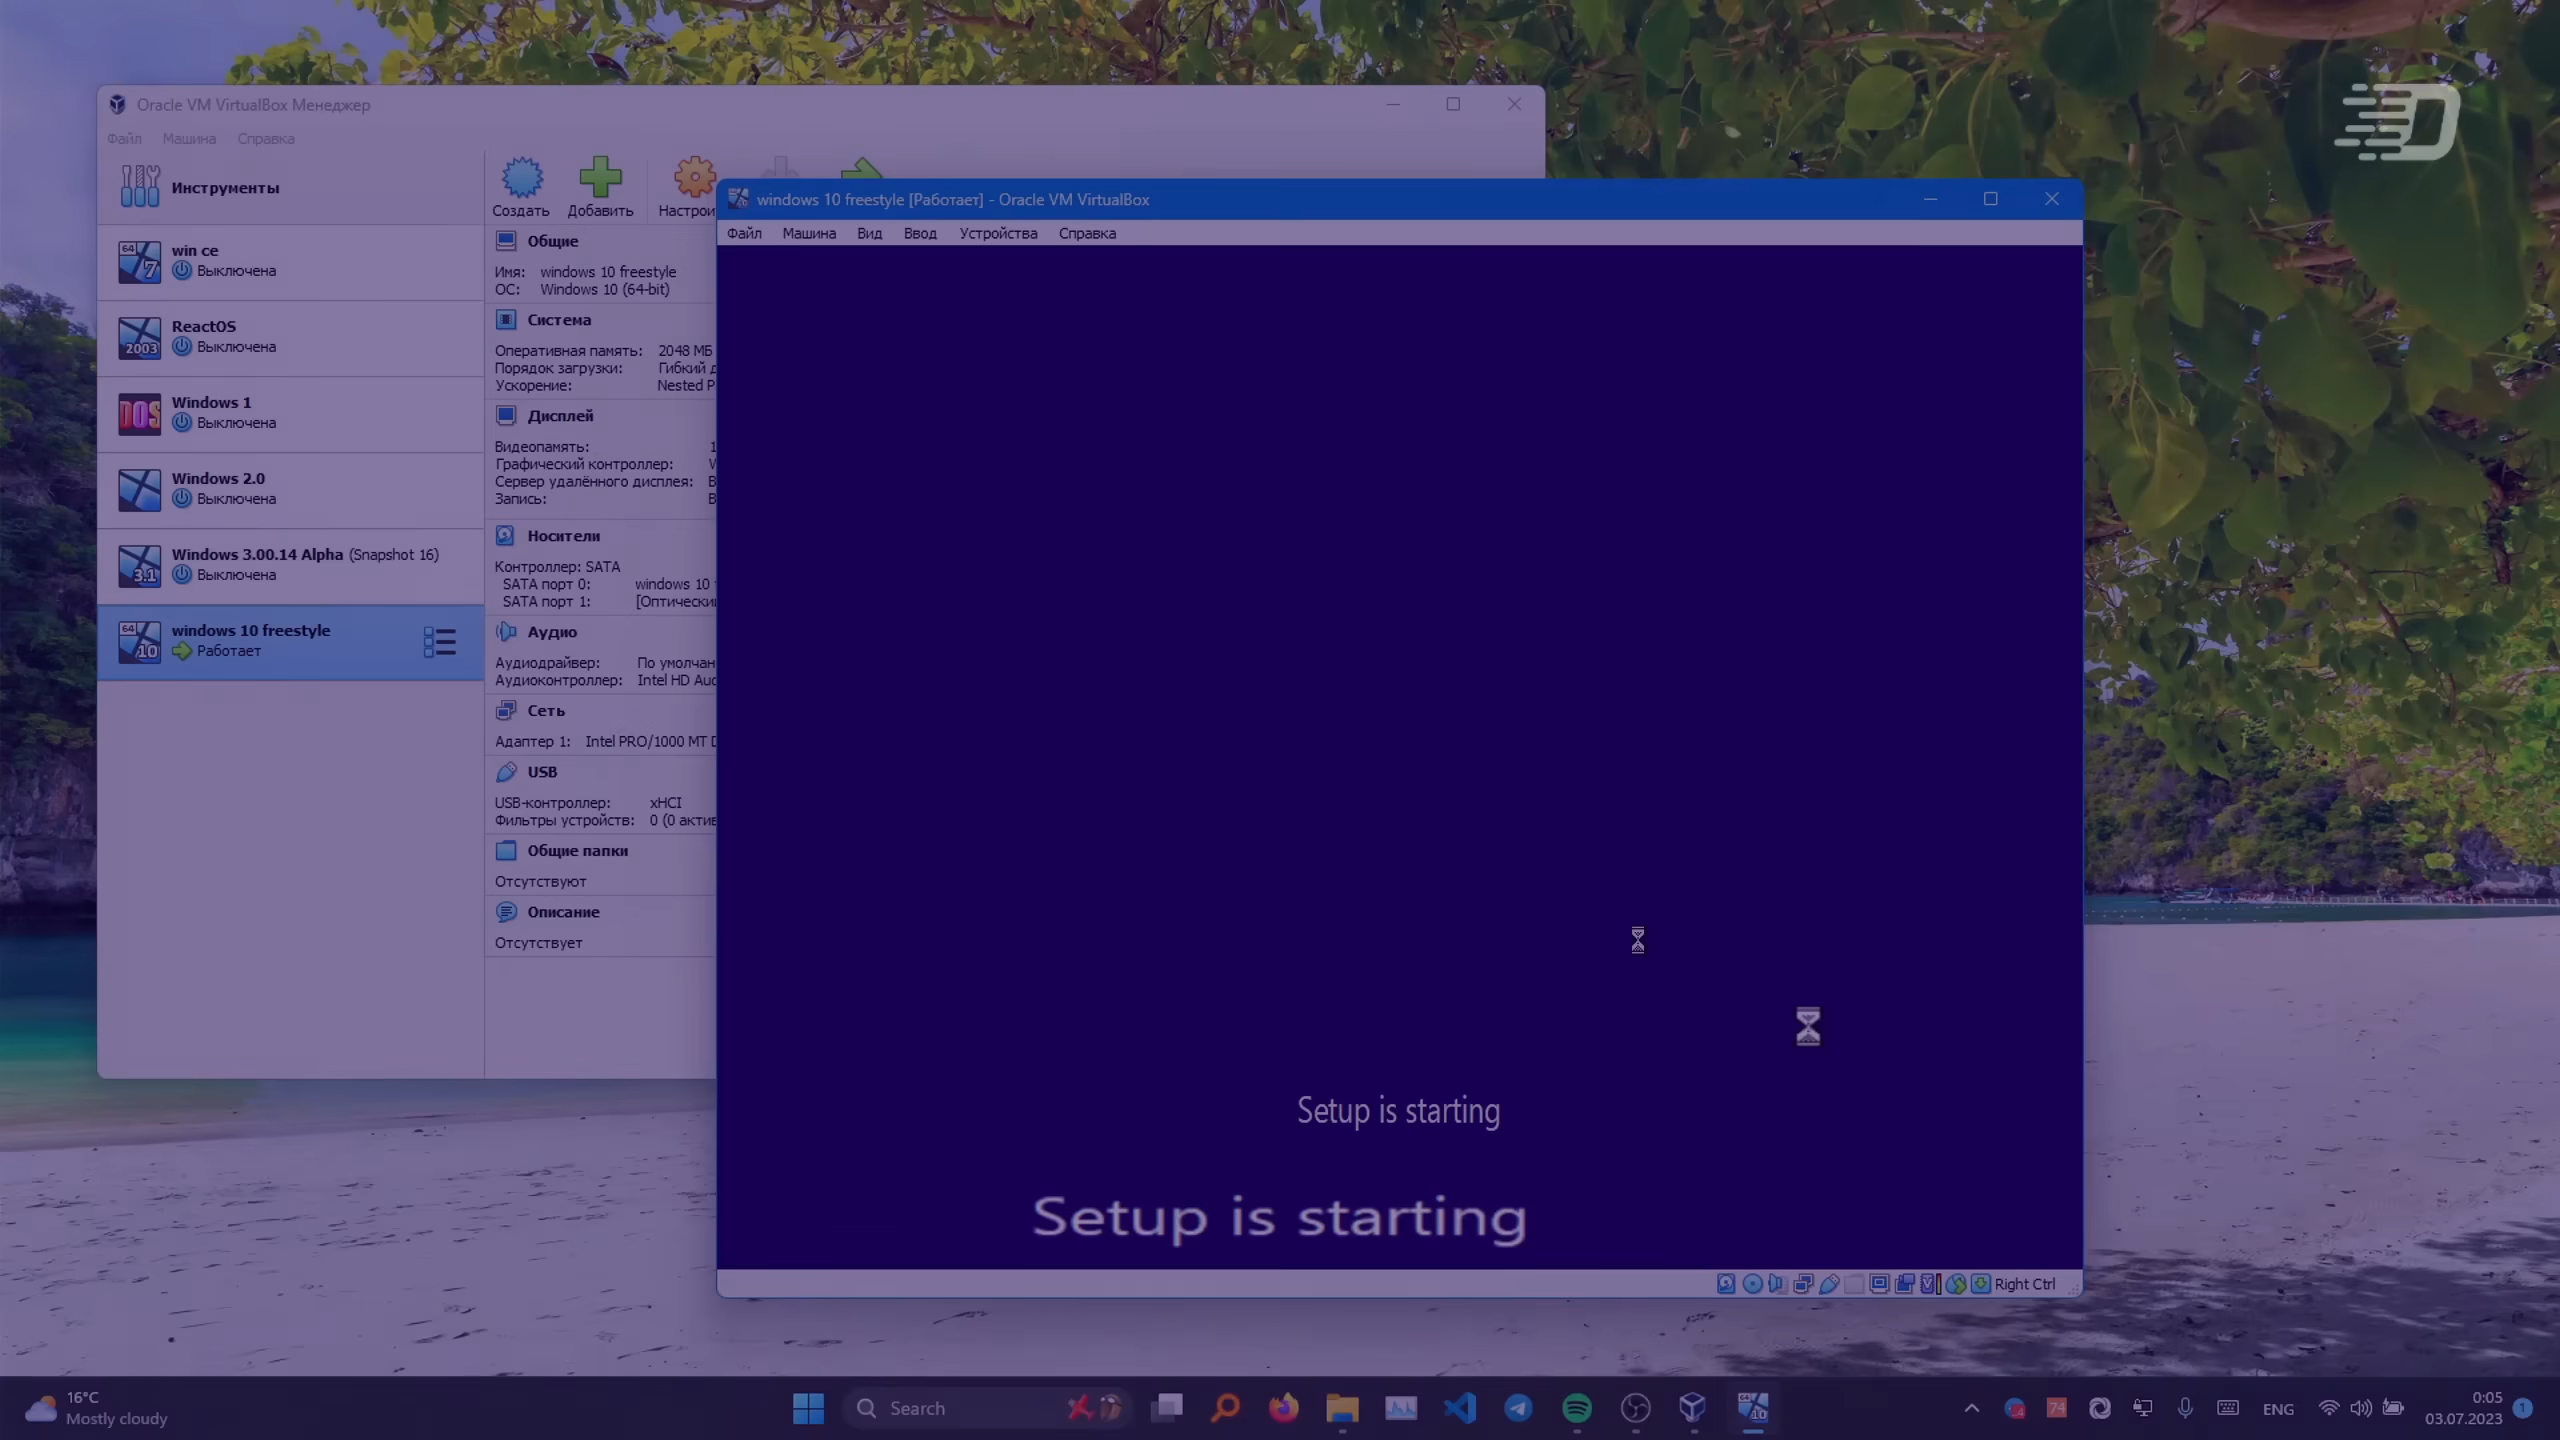 Oracle VM VirtualBox Менеджер
Файл Машина Справка
Инструменты
win ce
Выключена
ReactOS
Выключена
Windows 1
Выключена
Windows 2.0
Выключена
Windows 3.00.14 Alpha (Snapshot 16)
Выключена
windows 10 freestyle
Работает
Создать Добавить
Общие
Имя: windows 10 freestyle
ОС: Windows 10 (64-bit)
Система
Оперативная память: 2048 МБ
Порядок загрузки: Гибкий
Ускорение: Nested P
Дисплей
Видеопамять: 1
Графический контроллер: V
Сервер удалённого дисплея: В
Запись: В
Носители
Контроллер: SATA
SATA порт 0: windows 10
SATA порт 1: [Оптический
Аудио
Аудиодрайвер: По умолчан
Аудиоконтроллер: Intel HD Aud
Сеть
Адаптер 1: Intel PRO/1000 MT D
USB
USB-контроллер: xHCI
Фильтры устройств: 0 (0 актив
Общие папки
Отсутствуют
Описание
Отсутствует
windows 10 freestyle [Работает] - Oracle VM VirtualBox
Файл Машина Вид Ввод Устройства Справка
Setup is starting
Setup is starting
Right Ctrl
16°C
Mostly cloudy
Search
74
ENG
0:05
03.07.2023
1